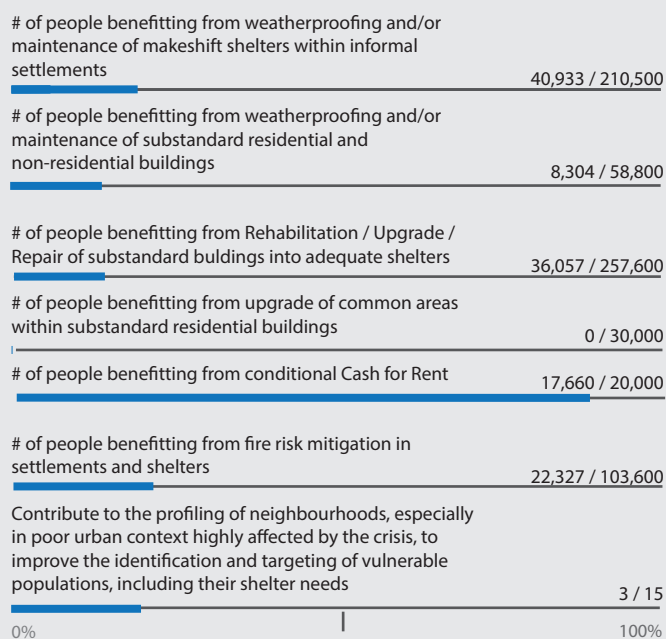 # of people benefitting from weatherproofing and/or
maintenance of makeshift shelters within informal
settlements
40,933 / 210,500
# of people benefitting from weatherproofing and/or
maintenance of substandard residential and
non-residential buildings
8,304 / 58,800
# of people benefitting from Rehabilitation / Upgrade /
Repair of substandard buldings into adequate shelters
36,057 / 257,600
# of people benefitting from upgrade of common areas
within substandard residential buildings
0 / 30,000
# of people benefitting from conditional Cash for Rent
17,660 / 20,000
# of people benefitting from fire risk mitigation in
settlements and shelters
22,327 / 103,600
Contribute to the profiling of neighbourhoods, especially
in poor urban context highly affected by the crisis, to
improve the identification and targeting of vulnerable
populations, including their shelter needs
3 / 15
0%
100%